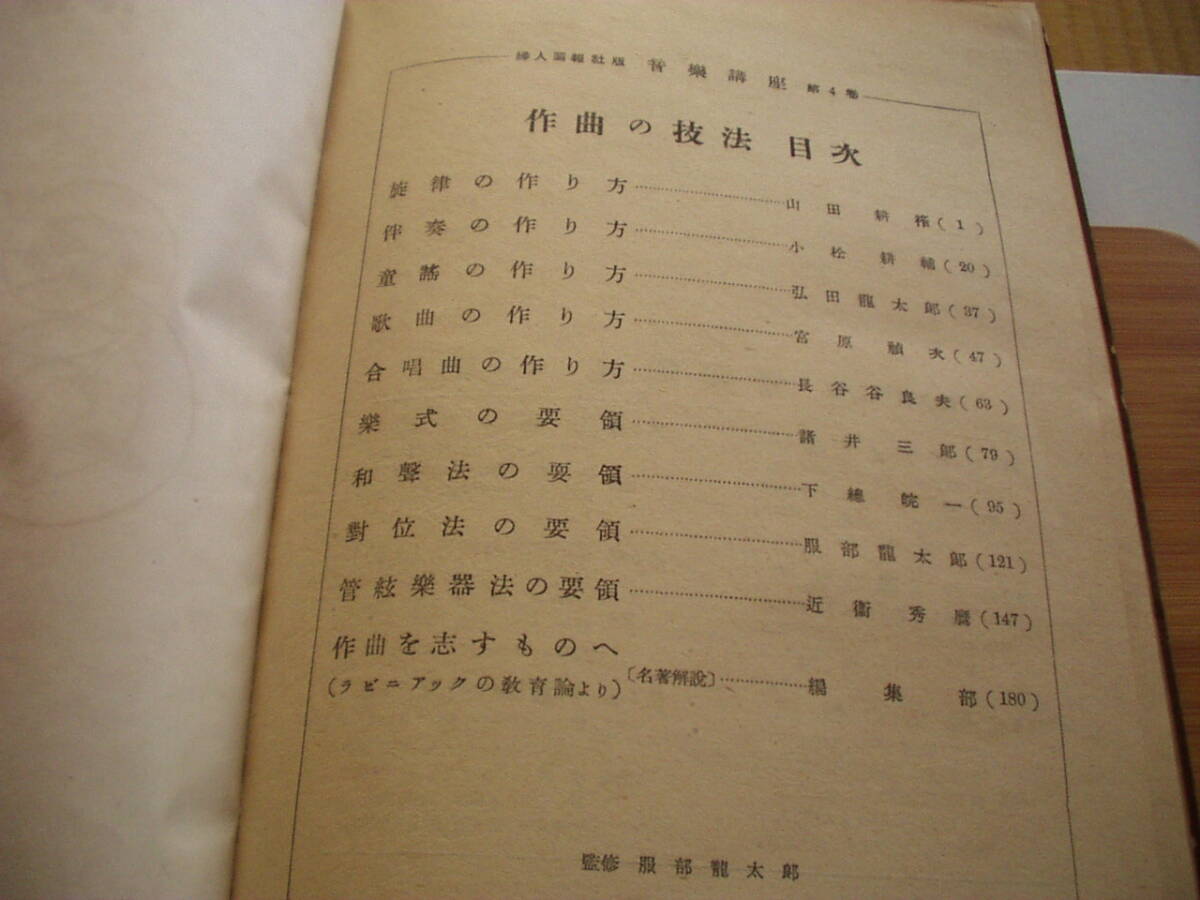 婦人畫報社版 音樂講座 第4巻
作曲の技法 目次
旋律の作り方……山田耕筰(1)
伴奏の作り方……小松耕輔(20)
童謠の作り方……弘田龍太郎(37)
歌曲の作り方……宮原禎次(47)
合唱曲の作り方……長谷谷良夫(63)
樂式の要領……諸井三郎(79)
和聲法の要領……下總皖一(95)
對位法の要領……服部龍太郎(121)
管絃樂器法の要領……近衞秀麿(147)
作曲を志すものへ
(ラビニアックの教育論より)〔名著解說〕……編集部(180)
監修 服部龍太郎